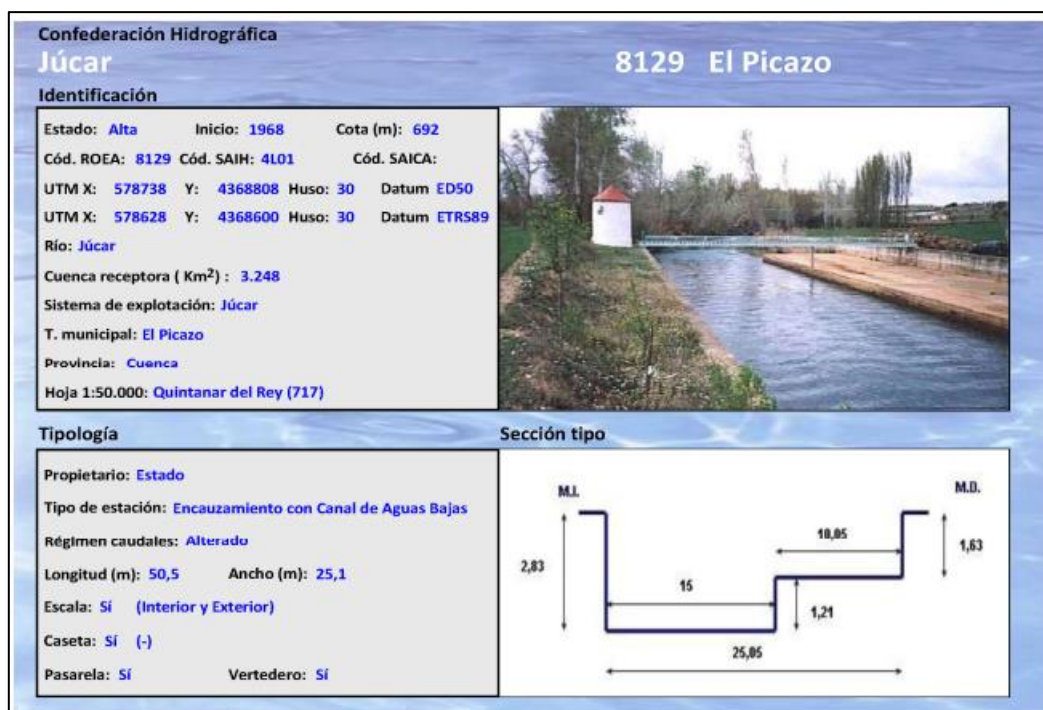 Confederación Hidrográfica
Júcar 8129 El Picazo
Identificación
Estado: Alta Inicio: 1968 Cota (m): 692
Cód. ROEA: 8129 Cód. SAIH: 4L01 Cód. SAICA:
UTM X: 578738 Y: 4368808 Huso: 30 Datum ED50
UTM X: 578628 Y: 4368600 Huso: 30 Datum ETRS89
Río: Júcar
Cuenca receptora ( Km²) : 3.248
Sistema de explotación: Júcar
T. municipal: El Picazo
Provincia: Cuenca
Hoja 1:50.000: Quintanar del Rey (717)
Tipología
Propietario: Estado
Tipo de estación: Encauzamiento con Canal de Aguas Bajas
Régimen caudales: Alterado
Longitud (m): 50,5 Ancho (m): 25,1
Escala: Sí (Interior y Exterior)
Caseta: Sí (-)
Pasarela: Sí Vertedero: Sí
Sección tipo
M.I. M.D.
10,05
1,63
2,83
15
1,21
25,05